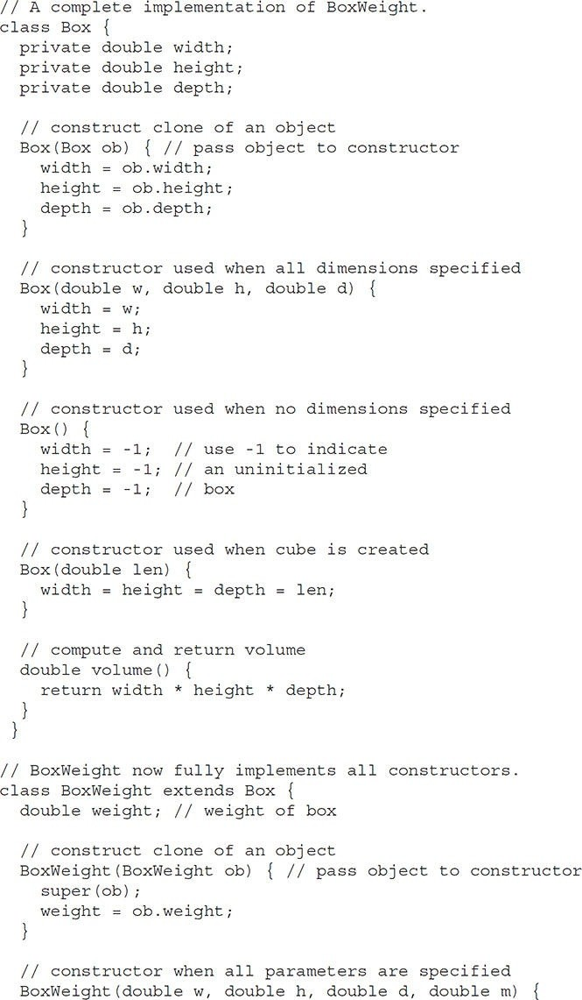 // A complete implementation of BoxWeight.
class Box {
  private double width;
  private double height;
  private double depth;

  // construct clone of an object
  Box(Box ob) { // pass object to constructor
    width = ob.width;
    height = ob.height;
    depth = ob.depth;
  }

  // constructor used when all dimensions specified
  Box(double w, double h, double d) {
    width = w;
    height = h;
    depth = d;
  }

  // constructor used when no dimensions specified
  Box() {
    width = -1;  // use -1 to indicate
    height = -1; // an uninitialized
    depth = -1;  // box
  }

  // constructor used when cube is created
  Box(double len) {
    width = height = depth = len;
  }

  // compute and return volume
  double volume() {
    return width * height * depth;
  }
 }

// BoxWeight now fully implements all constructors.
class BoxWeight extends Box {
  double weight; // weight of box

  // construct clone of an object
  BoxWeight(BoxWeight ob) { // pass object to constructor
    super(ob);
    weight = ob.weight;
  }

  // constructor when all parameters are specified
  BoxWeight(double w, double h, double d, double m) {